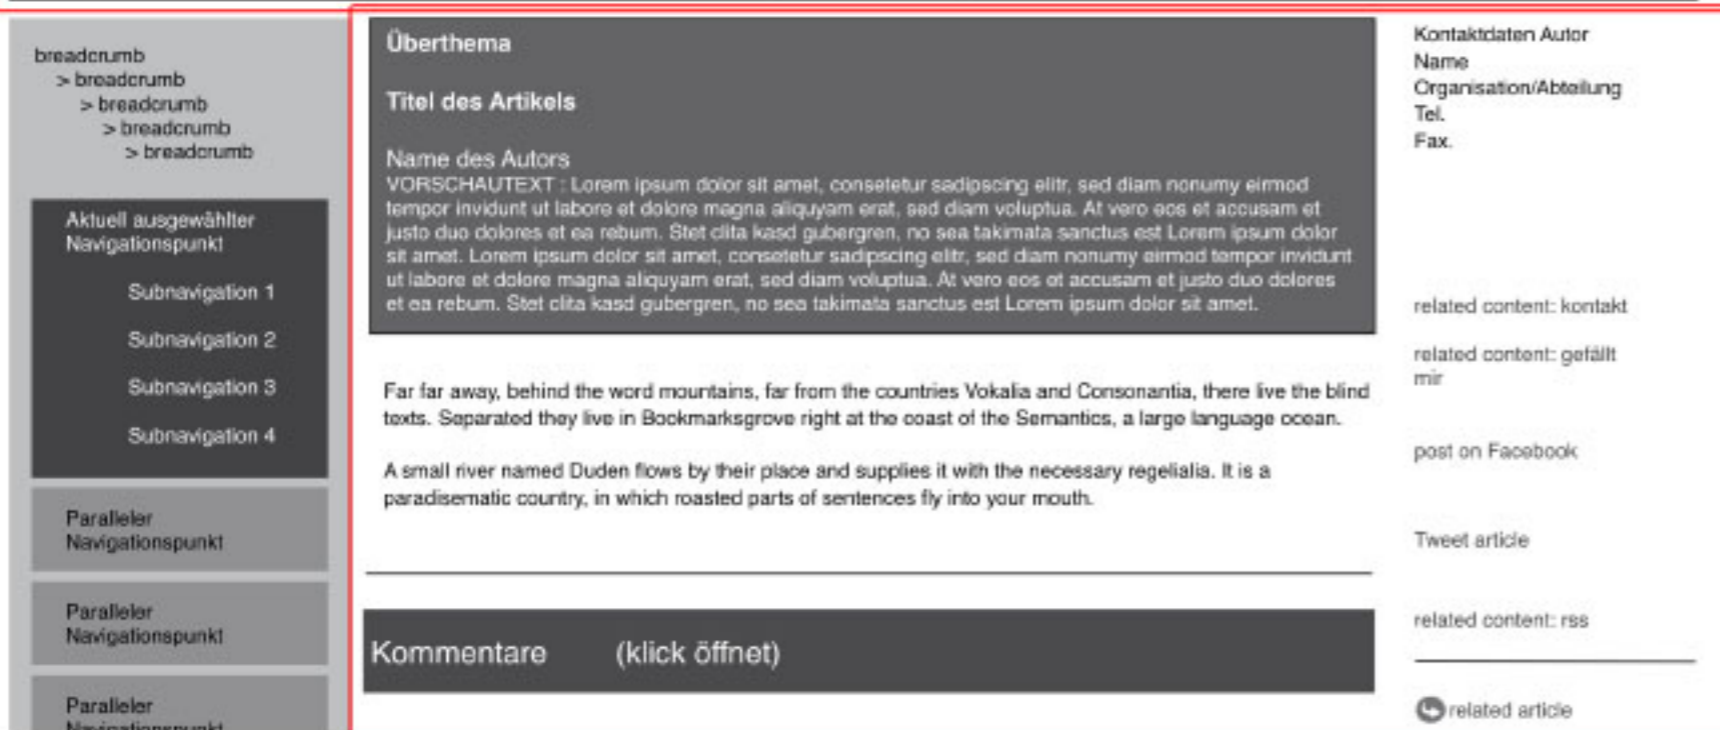 breadcrumb
> breadcrumb
> breadcrumb
> breadcrumb
> breadcrumb
Aktuell ausgewählter
Navigationspunkt
Subnavigation 1
Subnavigation 2
Subnavigation 3
Subnavigation 4
Paralleler
Navigationspunkt
Paralleler
Navigationspunkt
Paralleler
Navigationspunkt
Überthema
Titel des Artikels
Name des Autors
VORSCHAUTEXT : Lorem ipsum dolor sit amet, consetetur sadipscing elitr, sed diam nonumy eirmod
tempor invidunt ut labore et dolore magna aliquyam erat, sed diam voluptua. At vero eos et accusam et
justo duo dolores et ea rebum. Stet clita kasd gubergren, no sea takimata sanctus est Lorem ipsum dolor
sit amet. Lorem ipsum dolor sit amet, consetetur sadipscing elitr, sed diam nonumy eirmod tempor invidunt
ut labore et dolore magna aliquyam erat, sed diam voluptua. At vero eos et accusam et justo duo dolores
et ea rebum. Stet clita kasd gubergren, no sea takimata sanctus est Lorem ipsum dolor sit amet.
Far far away, behind the word mountains, far from the countries Vokalia and Consonantia, there live the blind
texts. Separated they live in Bookmarksgrove right at the coast of the Semantics, a large language ocean.
A small river named Duden flows by their place and supplies it with the necessary regelialia. It is a
paradisematic country, in which roasted parts of sentences fly into your mouth.
Kommentare (klick öffnet)
Kontaktdaten Autor
Name
Organisation/Abteilung
Tel.
Fax.
related content: kontakt
related content: gefällt
mir
post on Facebook
Tweet article
related content: rss
related article